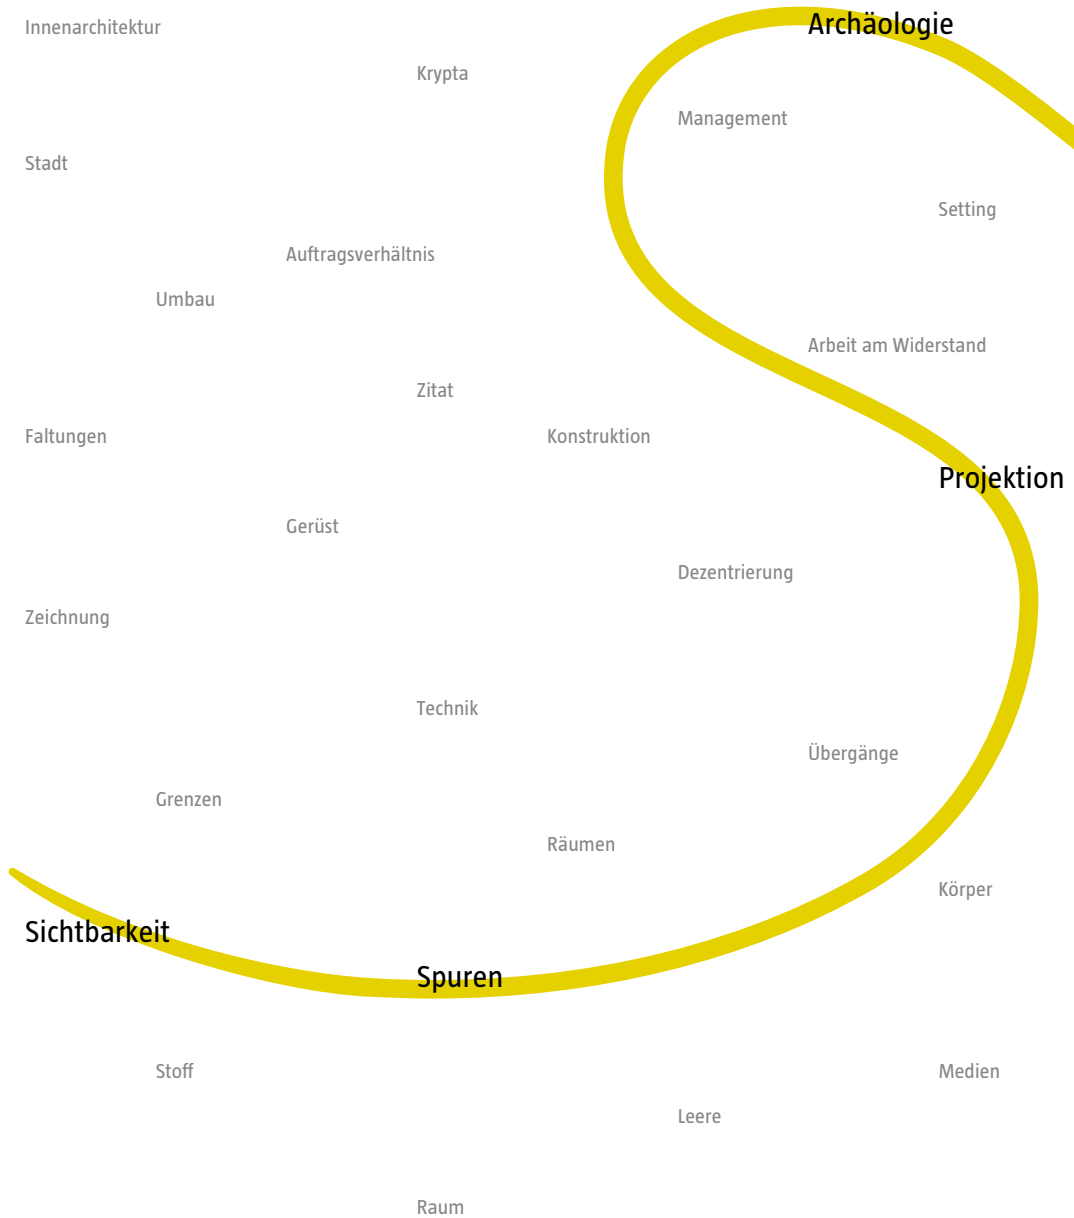 Innenarchitektur
Archäologie
Krypta
Management
Stadt
Setting
Auftragsverhältnis
Umbau
Arbeit am Widerstand
Zitat
Faltungen
Konstruktion
Projektion
Gerüst
Dezentrierung
Zeichnung
Technik
Übergänge
Grenzen
Räumen
Körper
Sichtbarkeit
Spuren
Stoff
Medien
Leere
Raum